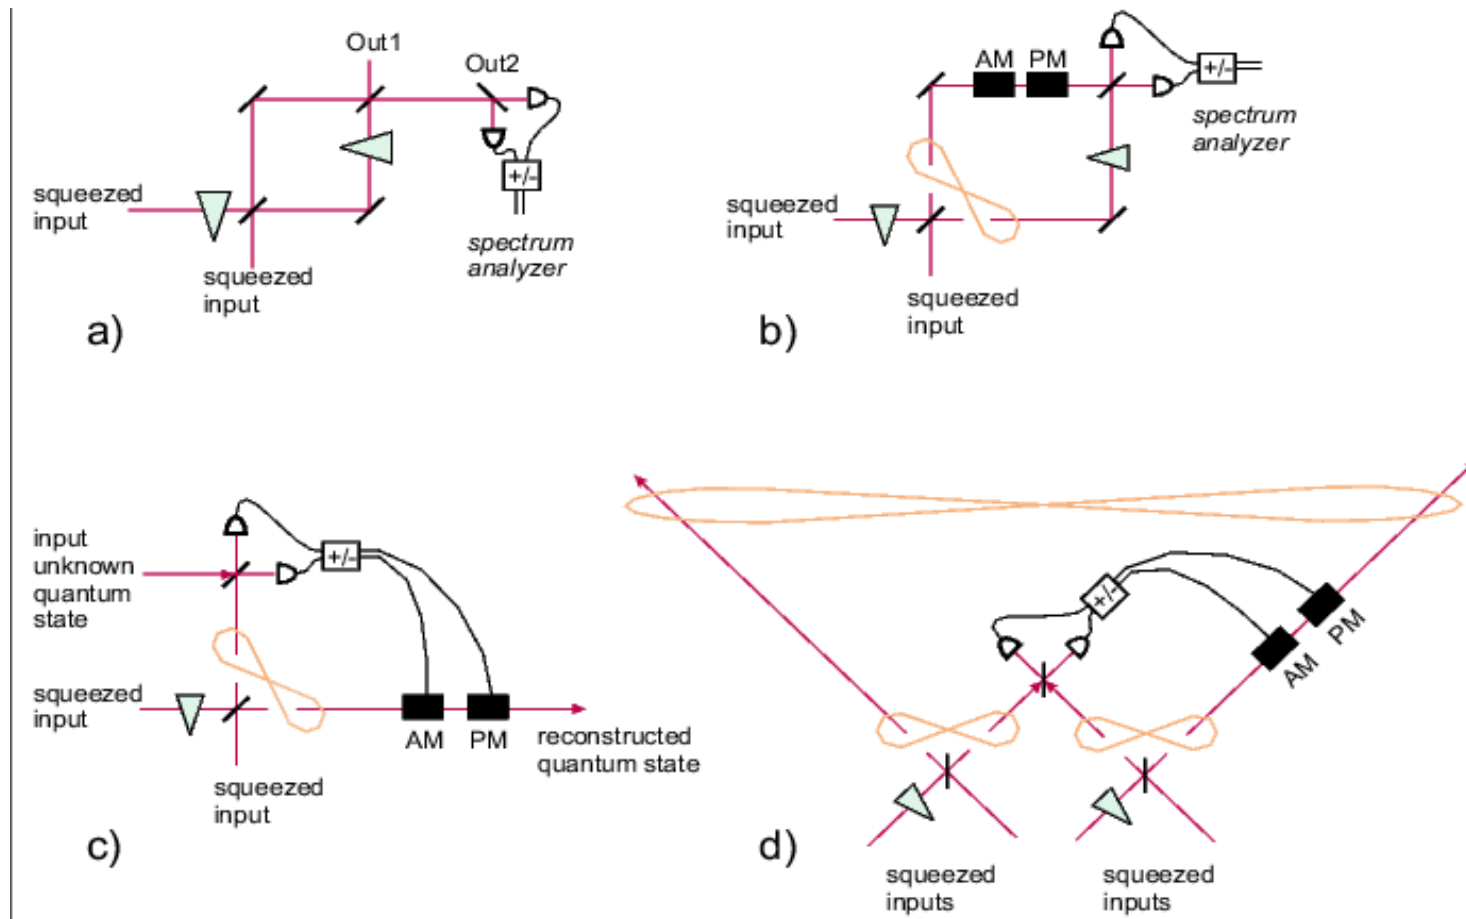 Out1
Out2
squeezed
input
squeezed
input
+/-
spectrum
analyzer
a)
AM PM
+/-
spectrum
analyzer
squeezed
input
squeezed
input
b)
input
unknown
quantum
state
+/-
squeezed
input
AM PM
reconstructed
quantum state
squeezed
input
c)
+/-
PM
AM
squeezed
inputs
squeezed
inputs
d)